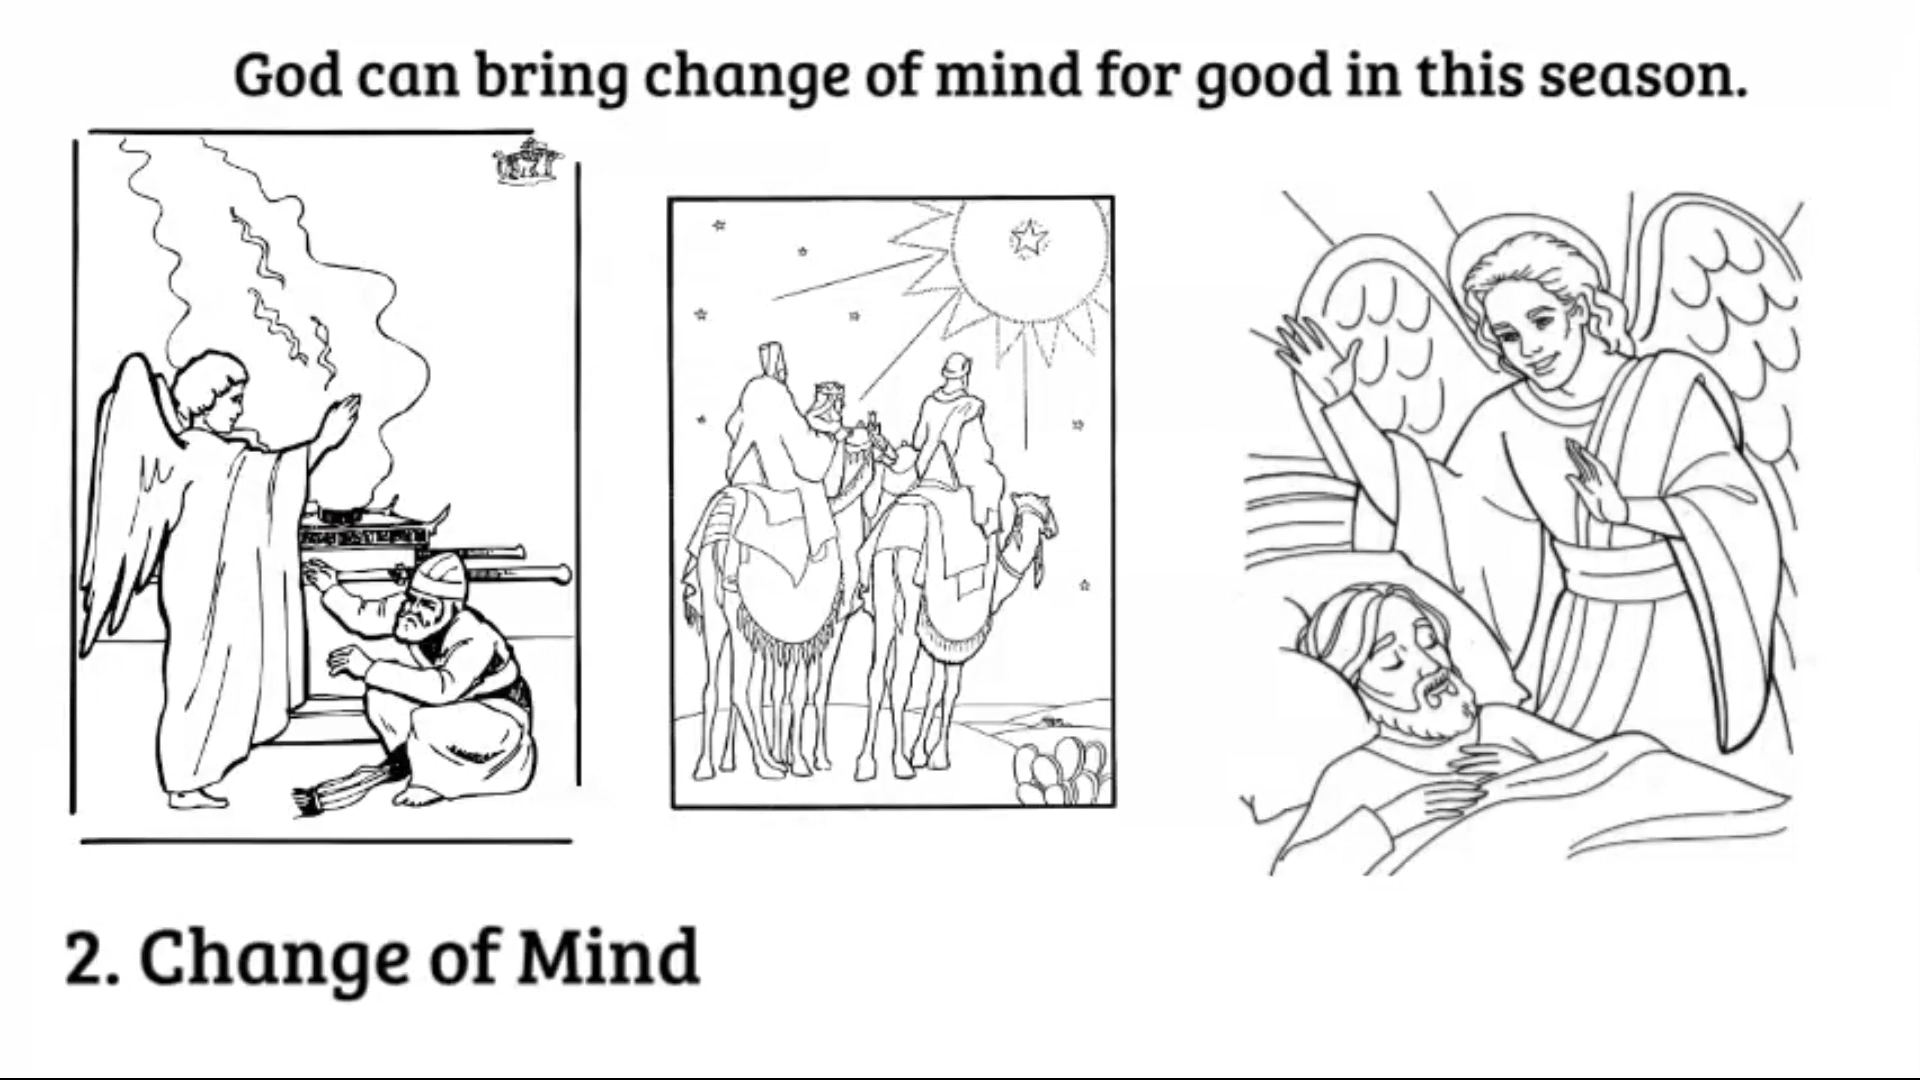 God can bring change of mind for good in this season.
2. Change of Mind